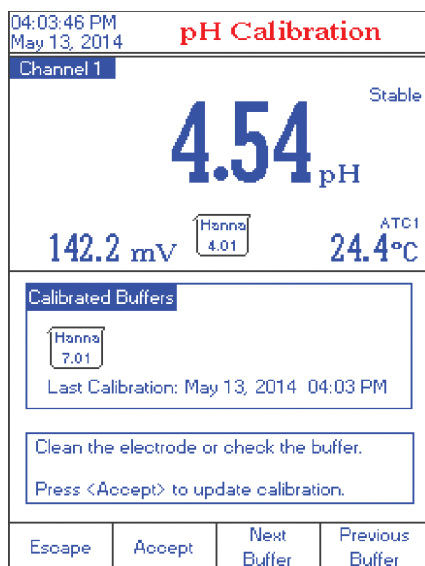 04:03:46 PM
May 13, 2014
pH Calibration
Channel 1
Stable
4.54 pH
ATC1
142.2 mV
Hanna
4.01
24.4°C
Calibrated Buffers
Hanna
7.01
Last Calibration: May 13, 2014 04:03 PM
Clean the electrode or check the buffer.
Press <Accept> to update calibration.
Escape
Accept
Next
Buffer
Previous
Buffer